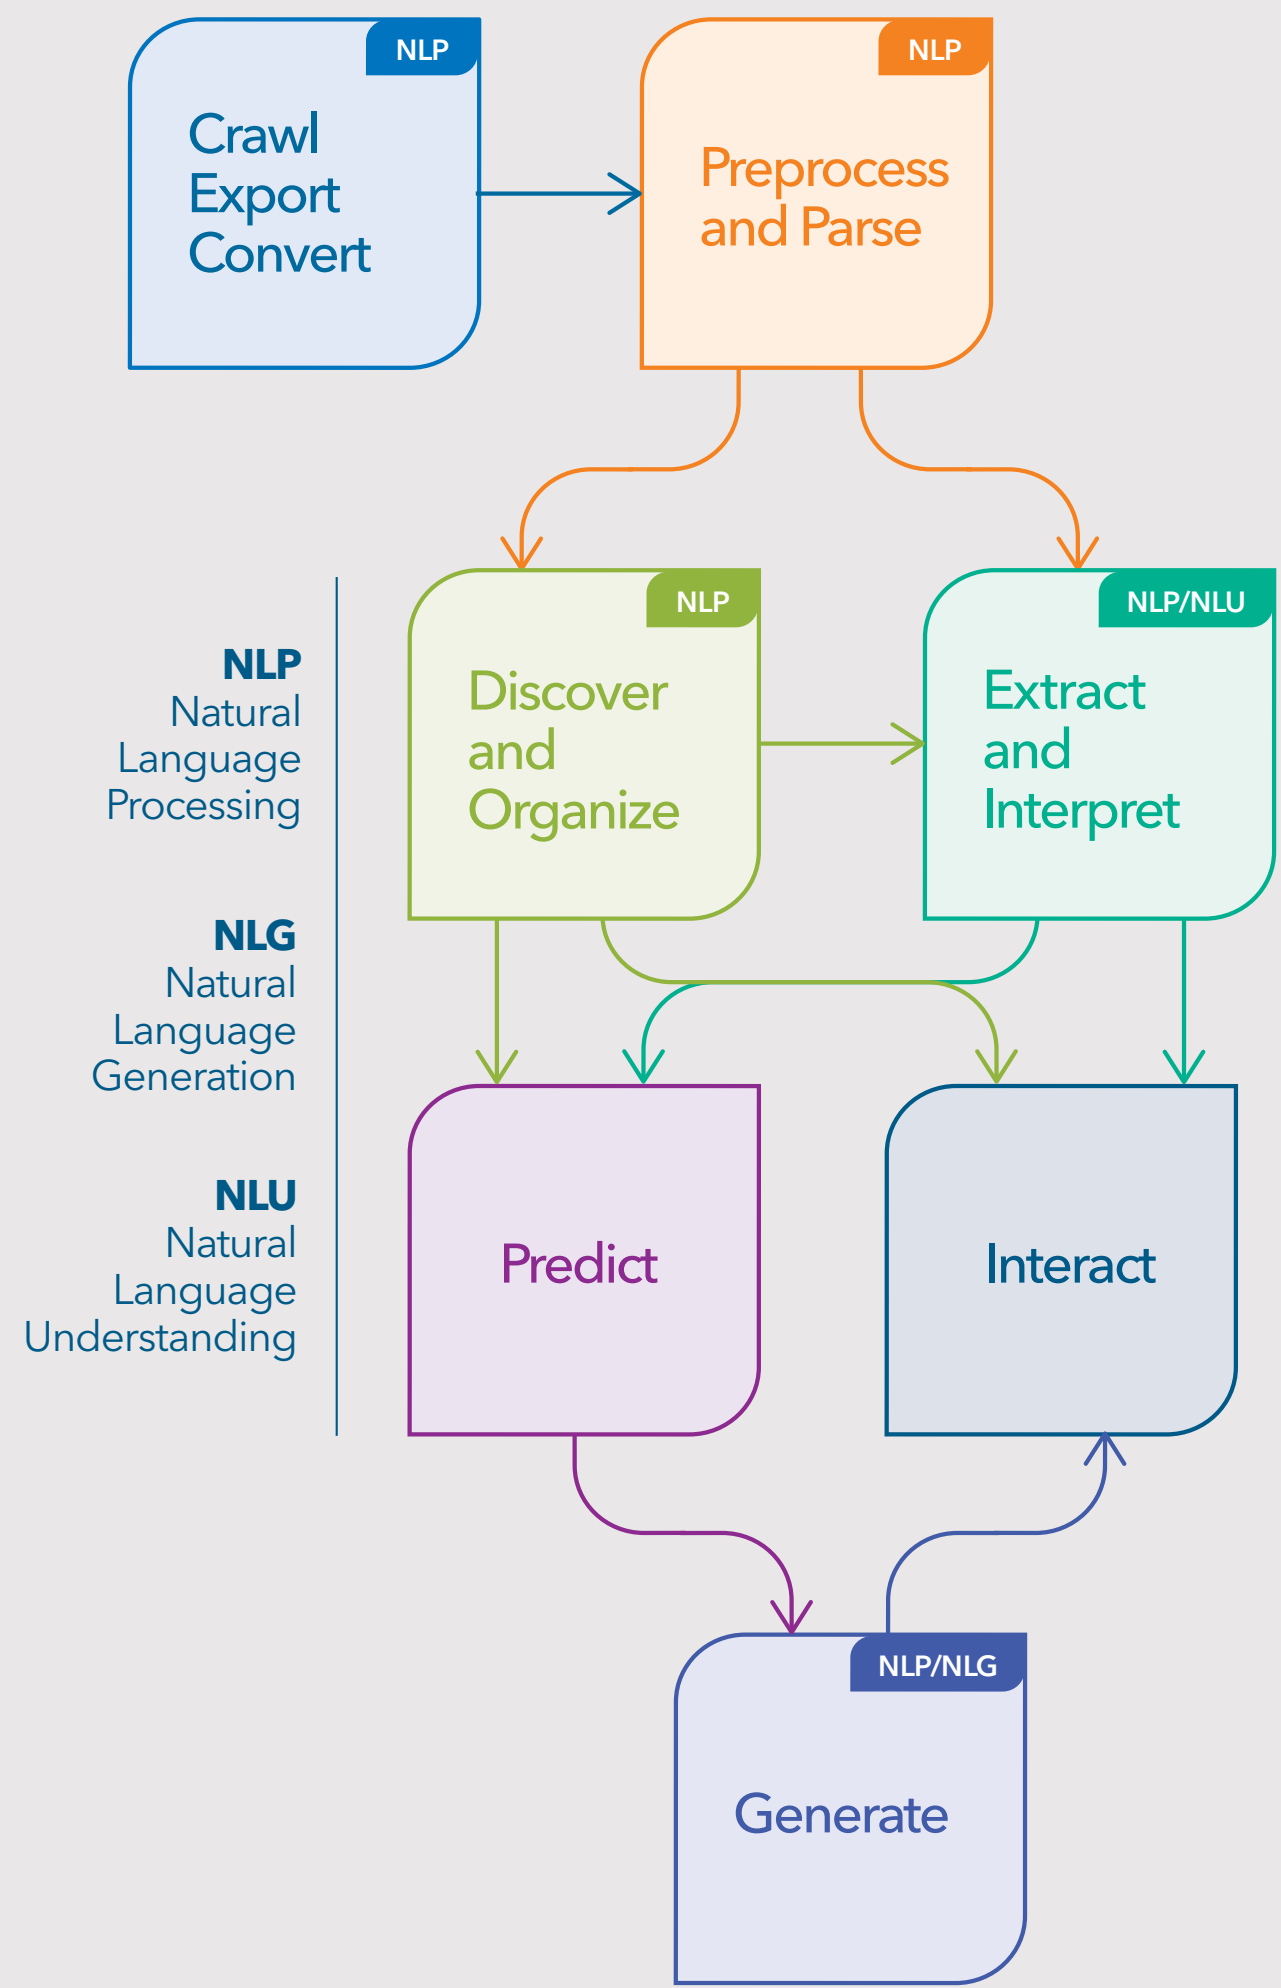 NLP
Crawl
Export
Convert
NLP
Preprocess
and Parse
NLP
Discover
and
Organize
NLP/NLU
Extract
and
Interpret
NLP
Natural
Language
Processing
NLG
Natural
Language
Generation
NLU
Natural
Language
Understanding
Predict
Interact
NLP/NLG
Generate